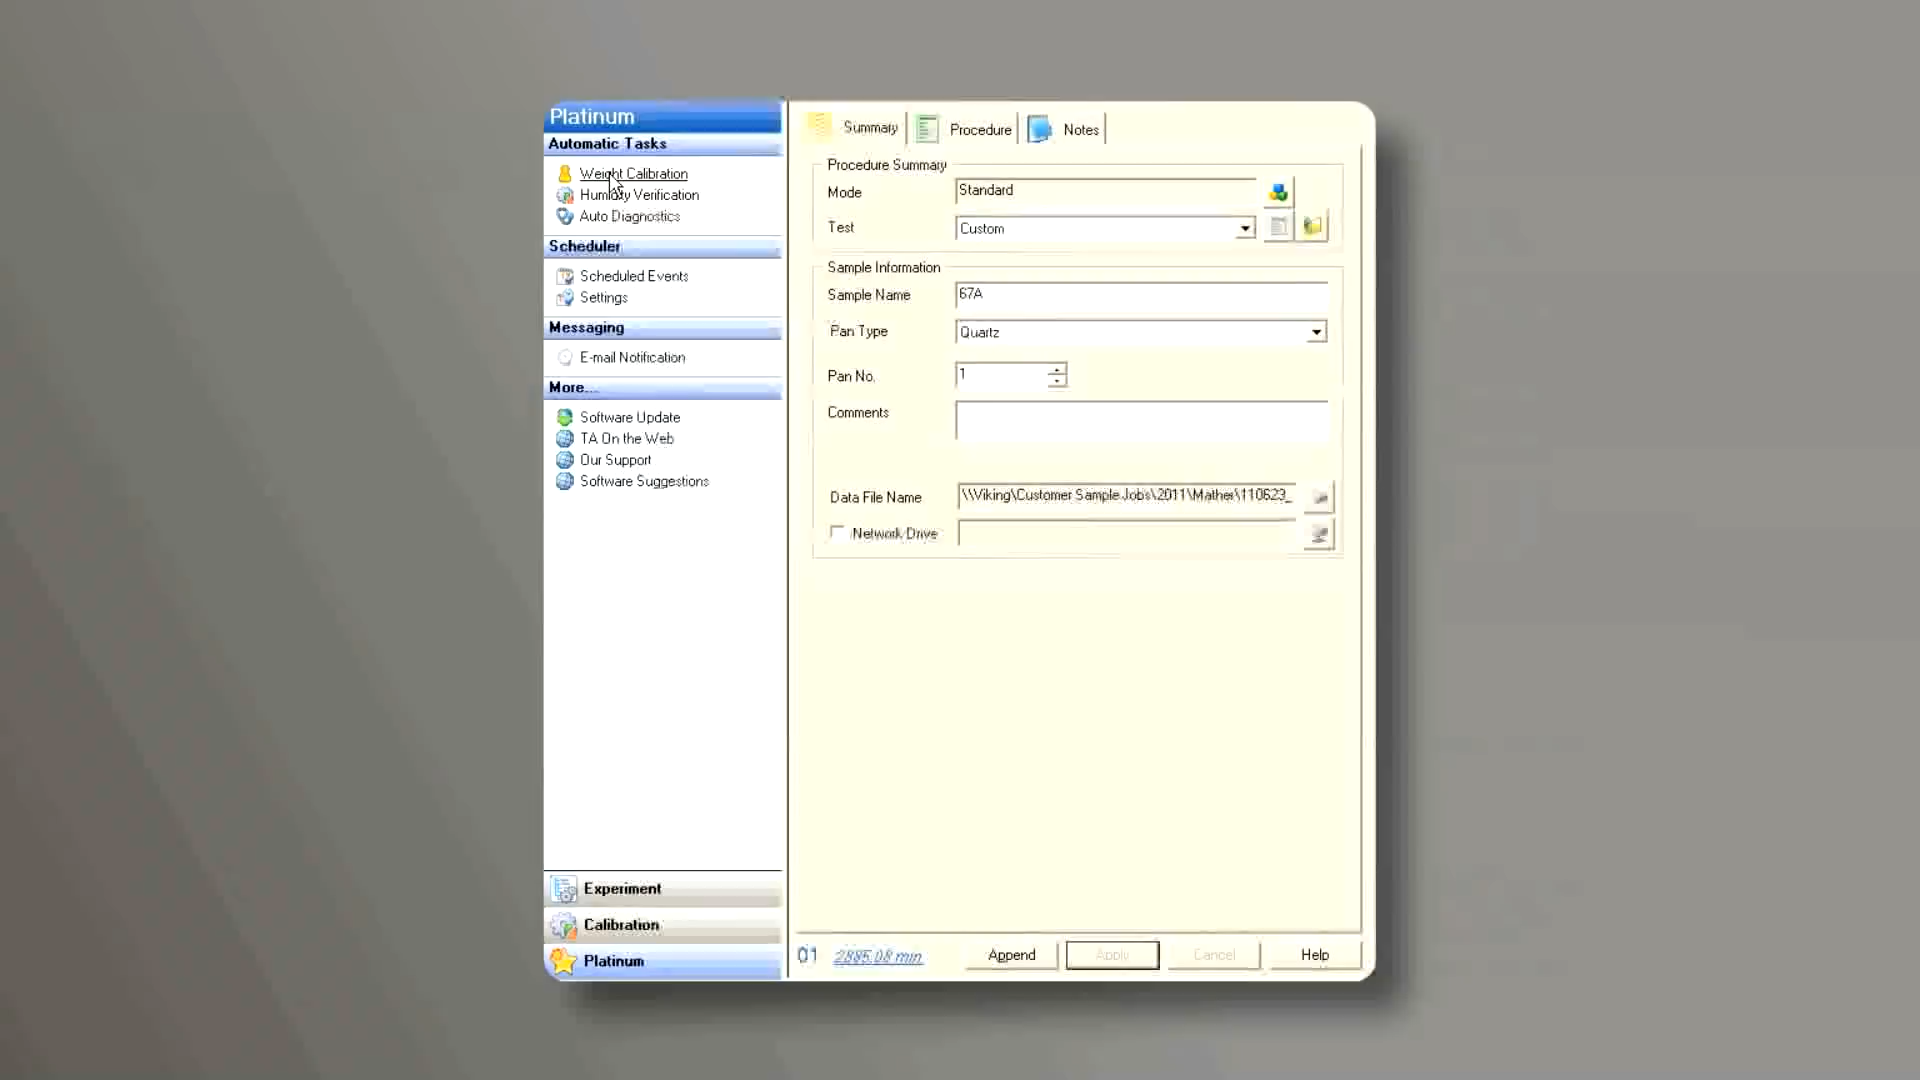 Platinum
Automatic Tasks
Weight Calibration
Humidity Verification
Auto Diagnostics
Scheduler
Scheduled Events
Settings
Messaging
E-mail Notification
More...
Software Update
TA On the Web
Our Support
Software Suggestions
Experiment
Calibration
Platinum
Summary Procedure Notes
Procedure Summary
Mode Standard
Test Custom
Sample Information
Sample Name 67A
Pan Type Quartz
Pan No. 1
Comments
Data File Name \\Viking\Customer Sample Jobs\2011\Mather\110623_
Network Drive
01 2885.08 min Append Apply Cancel Help